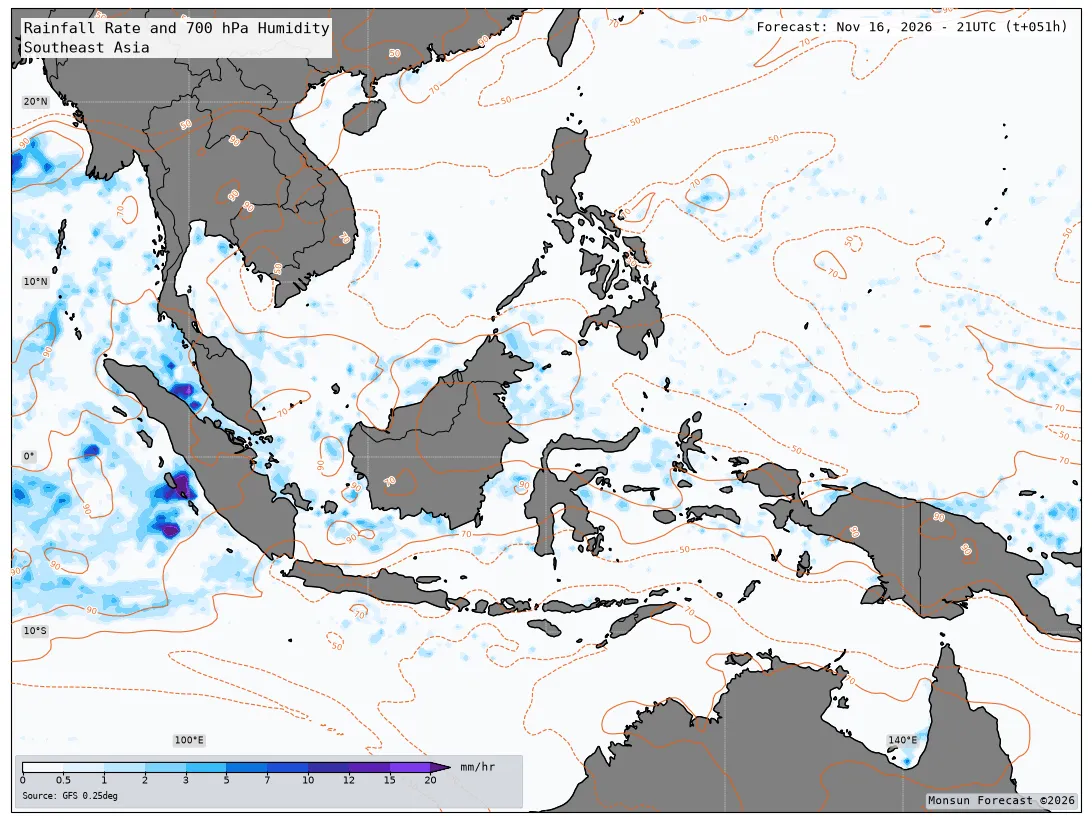 Rainfall Rate and 700 hPa Humidity
Southeast Asia
Forecast: Nov 16, 2026 - 21UTC (t+051h)
20°N
10°N
0°
10°S
100°E
140°E
0 0.5 1 2 3 5 7 10 12 15 20 mm/hr
Source: GFS 0.25deg
Monsun Forecast ©2026